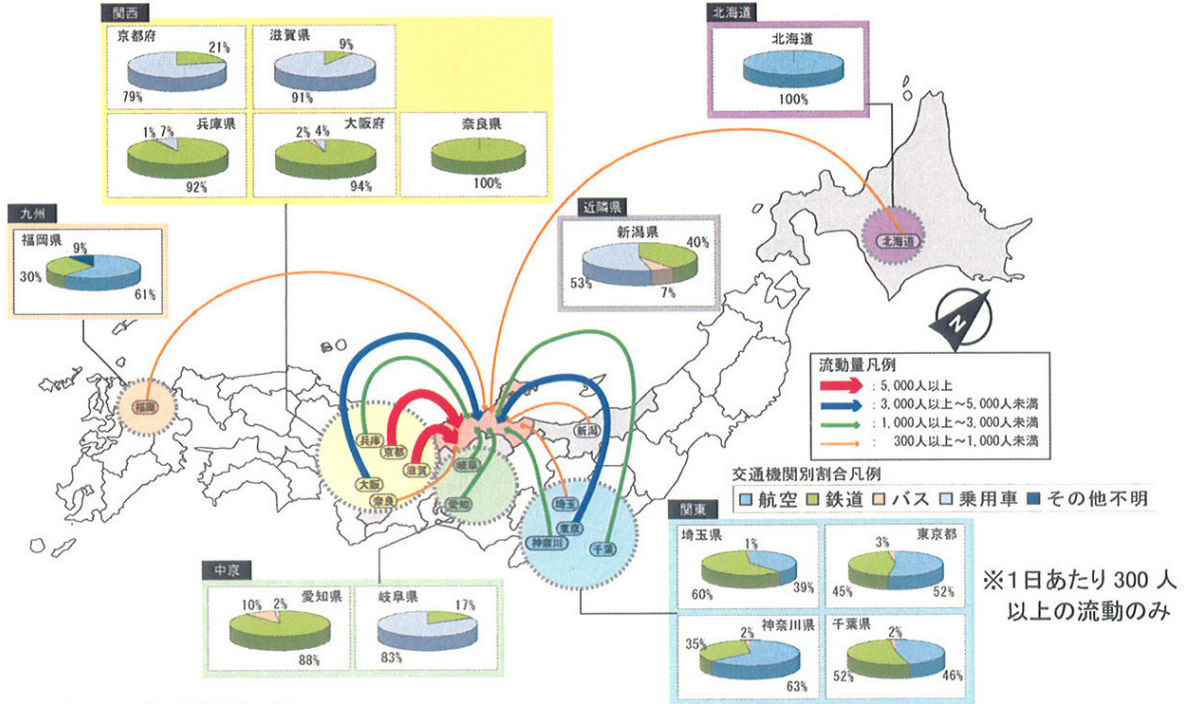 関西
京都府
21%
79%
滋賀県
9%
91%
兵庫県
1% 7%
92%
大阪府
2% 4%
94%
奈良県
100%
北海道
北海道
100%
九州
福岡県
9%
30%
61%
近隣県
新潟県
40%
53%
7%
北海道
N
流動量凡例
:5,000人以上
:3,000人以上~5,000人未満
:1,000人以上~3,000人未満
: 300人以上~1,000人未満
福岡
兵庫
京都
滋賀
大阪
奈良
岐阜
愛知
新潟
埼玉
東京
神奈川
千葉
交通機関別割合凡例
航空 鉄道 バス 乗用車 その他不明
中京
愛知県
10% 2%
88%
岐阜県
17%
83%
関東
埼玉県
1%
60%
39%
東京都
3%
45%
52%
神奈川県
2%
35%
63%
千葉県
2%
52%
46%
※1日あたり 300 人
以上の流動のみ